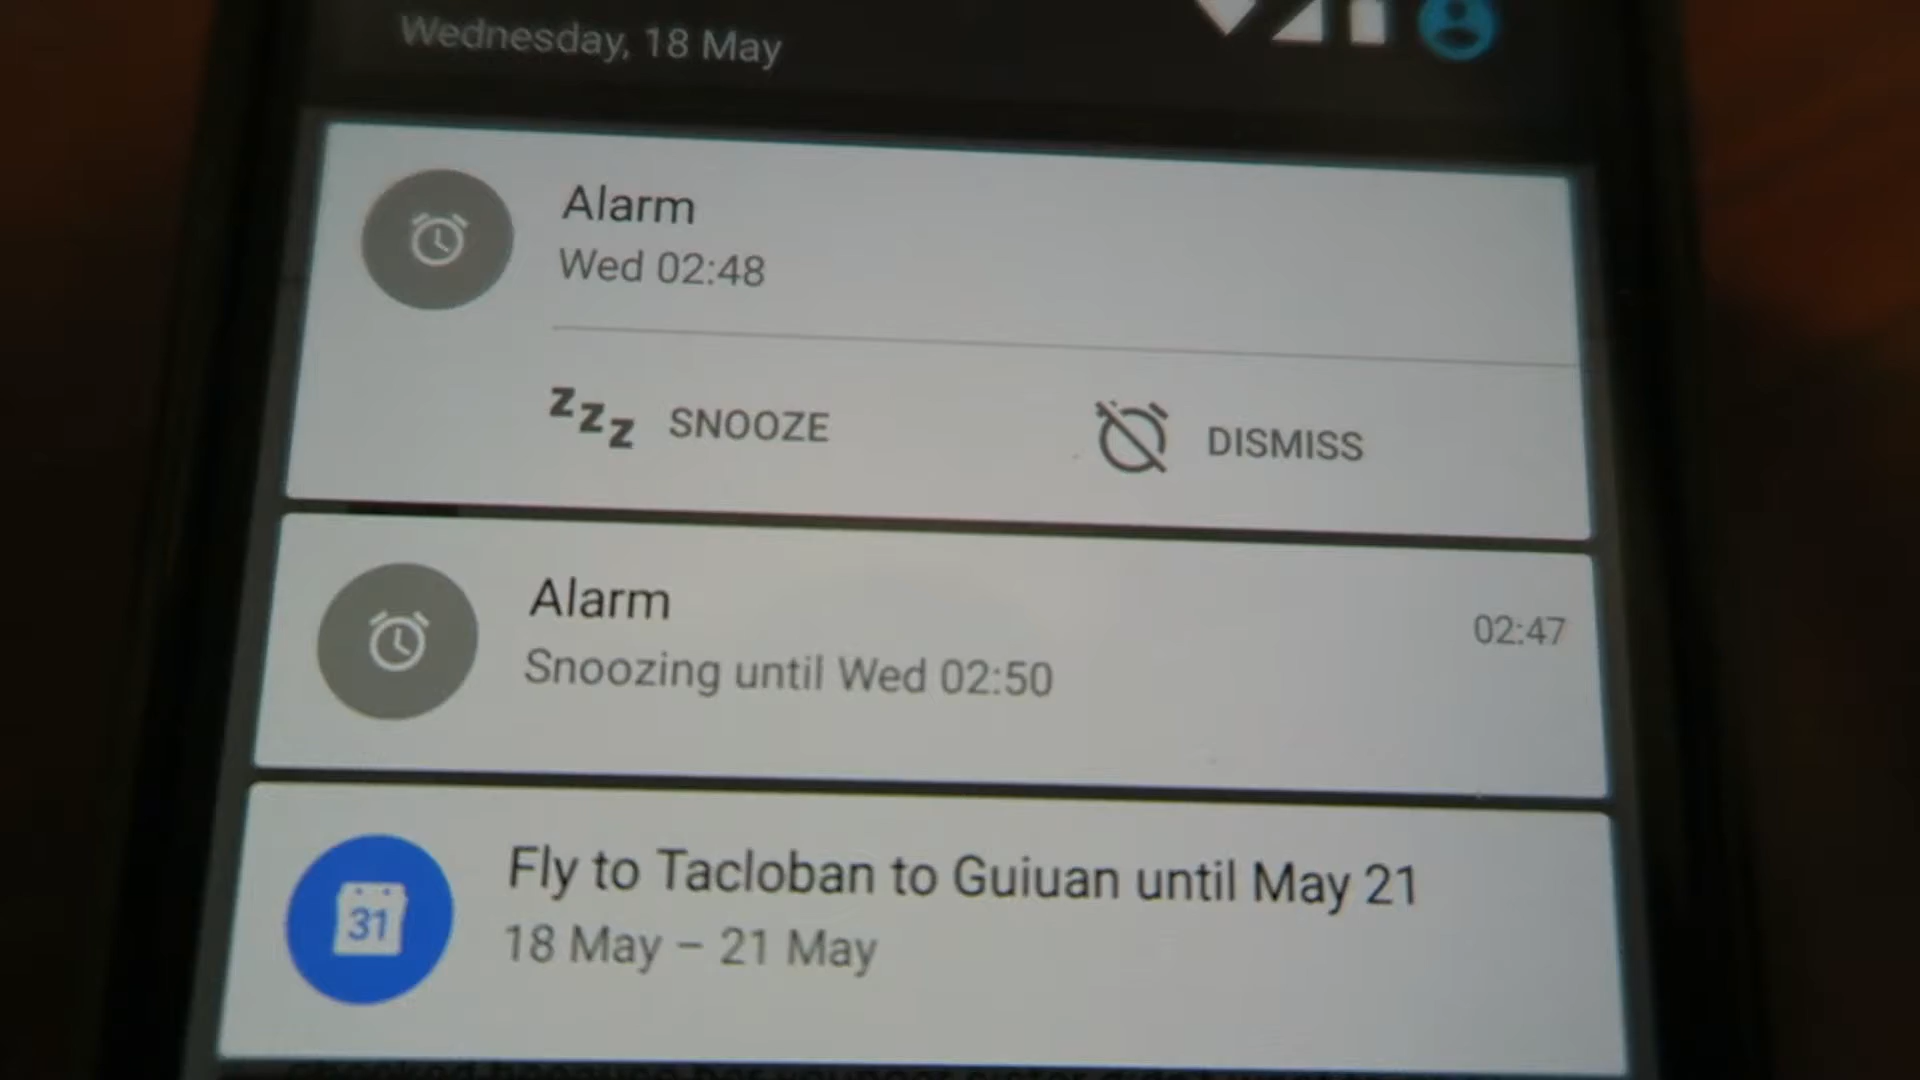 Wednesday, 18 May
Alarm
Wed 02:48
zzz SNOOZE DISMISS
Alarm 02:47
Snoozing until Wed 02:50
Fly to Tacloban to Guiuan until May 21
31
18 May – 21 May